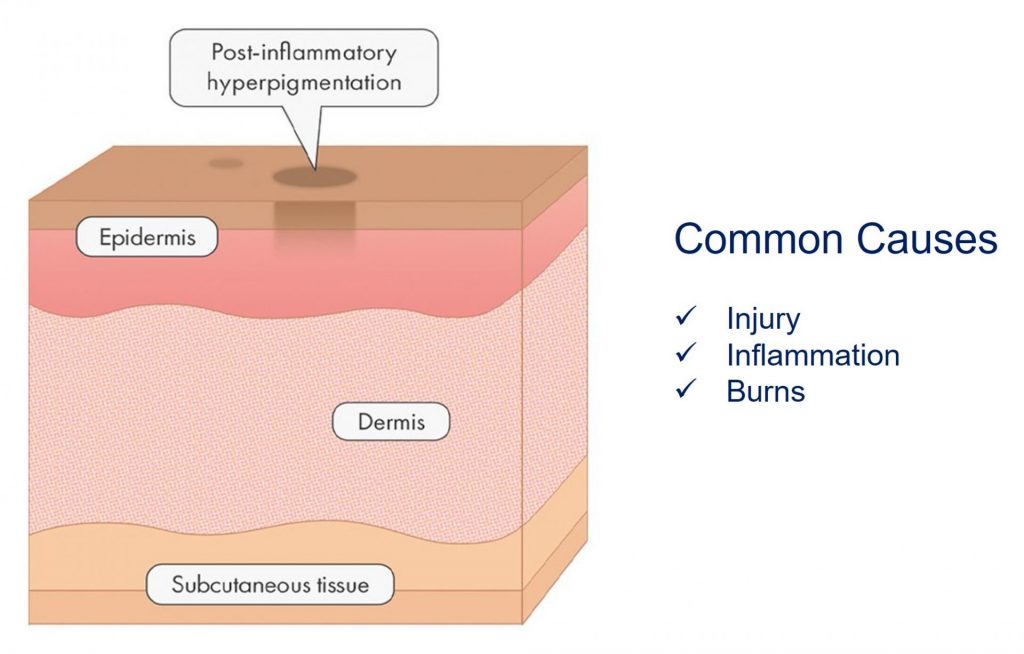 Post-inflammatory
hyperpigmentation
Epidermis
Dermis
Subcutaneous tissue
Common Causes
✓ Injury
✓ Inflammation
✓ Burns